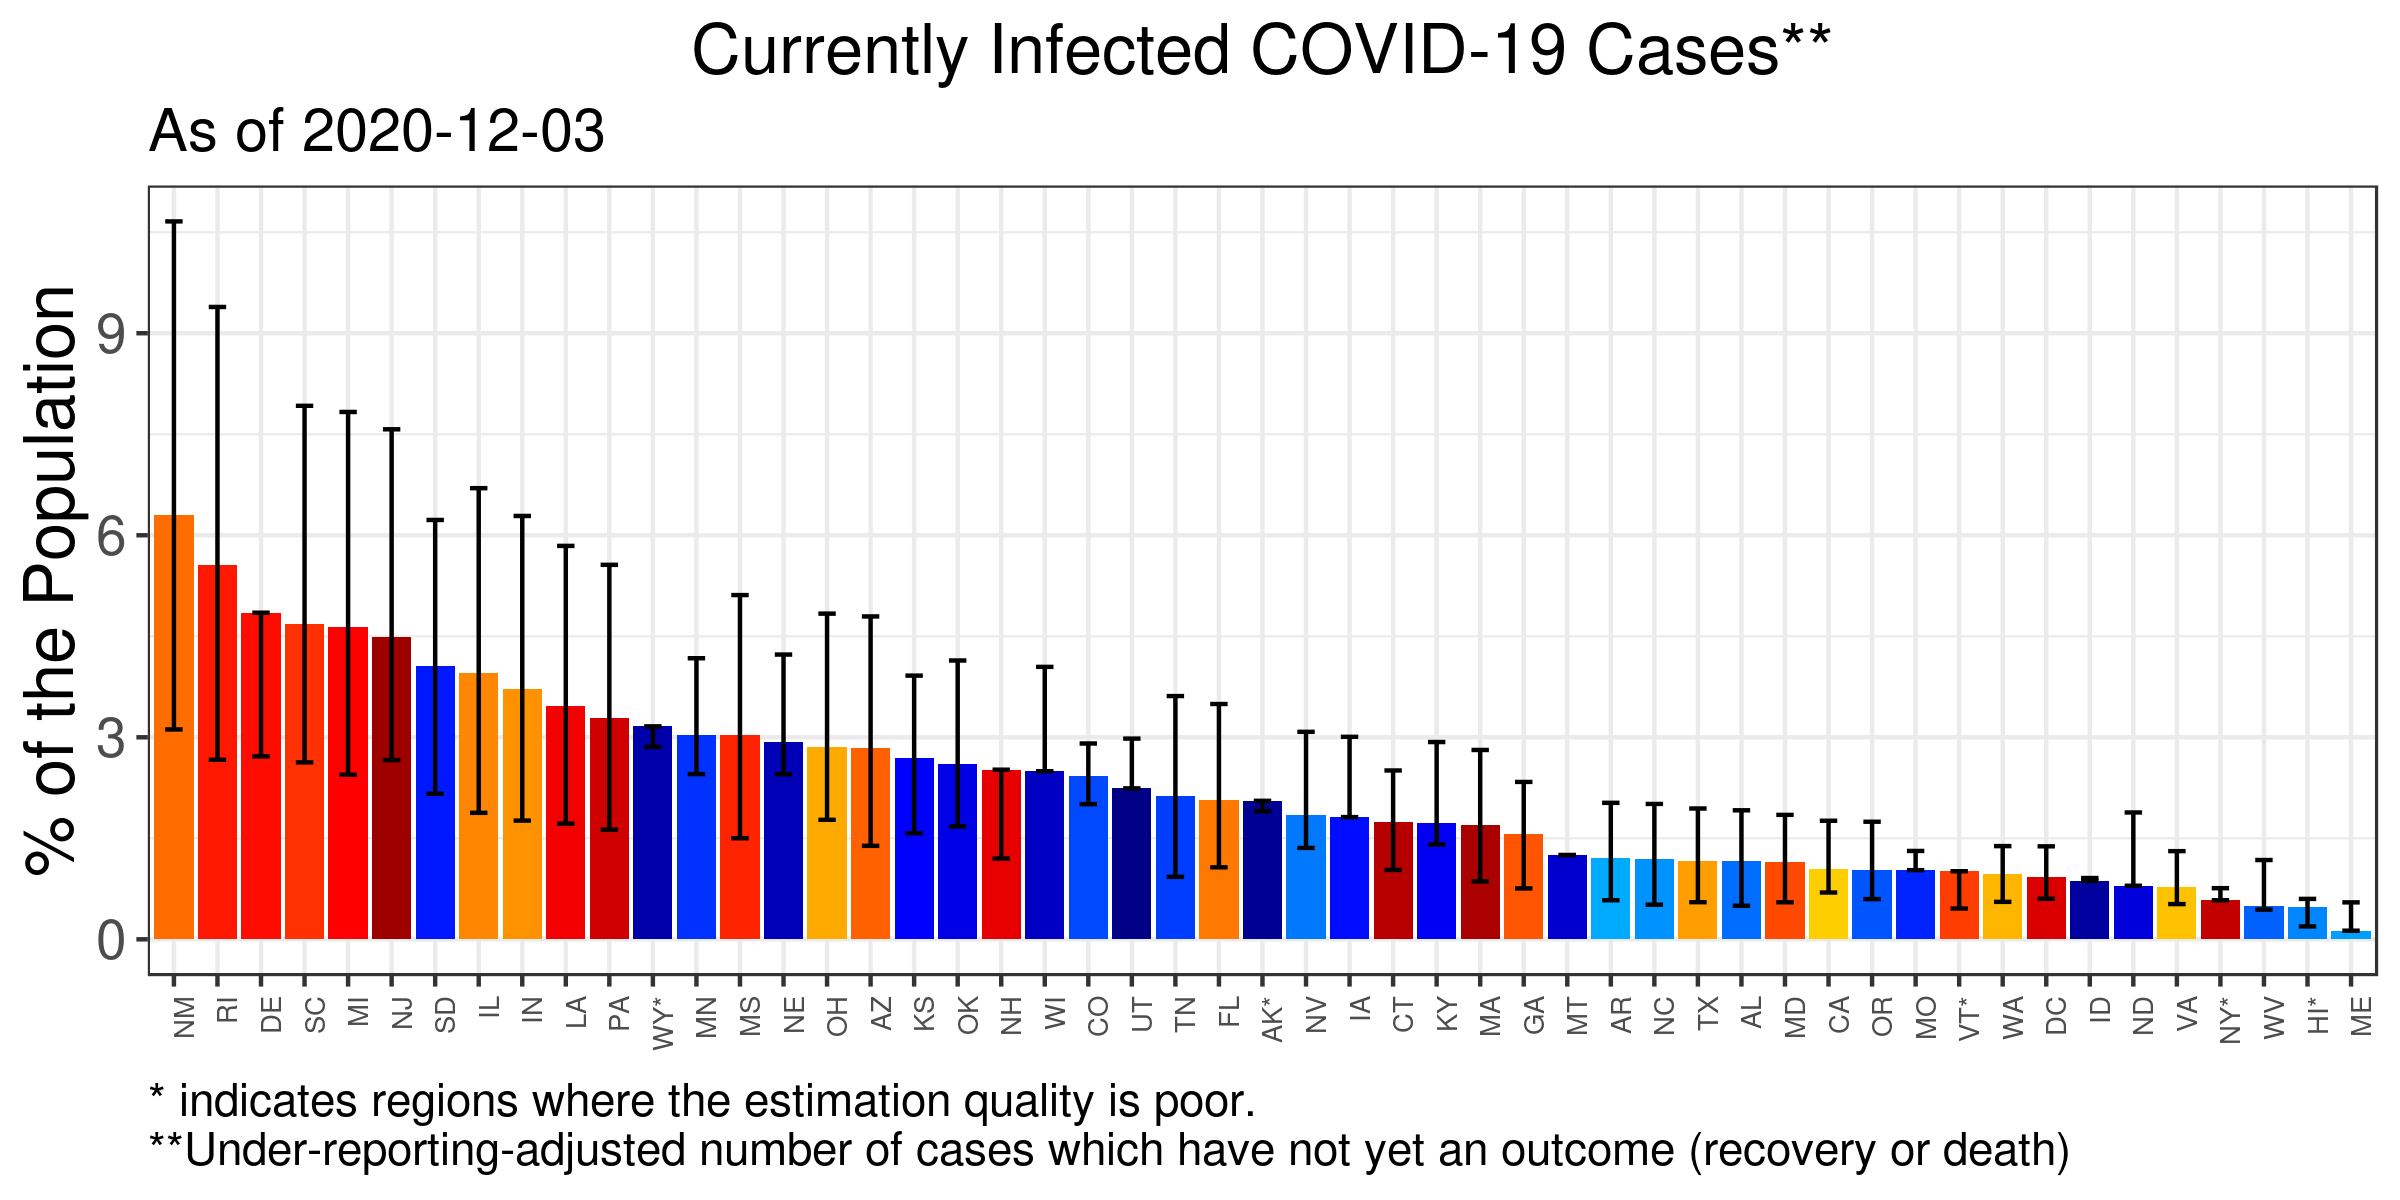 Currently Infected COVID-19 Cases**
As of 2020-12-03
% of the Population
9
6
3
0
NM RI DE SC MI NJ SD IL IN LA PA WY* MN MS NE OH AZ KS OK NH WI CO UT TN FL AK* NV IA CT KY MA GA MT AR NC TX AL MD CA OR MO VT* WA DC ID ND VA NY* WV HI* ME
* indicates regions where the estimation quality is poor.
**Under-reporting-adjusted number of cases which have not yet an outcome (recovery or death)